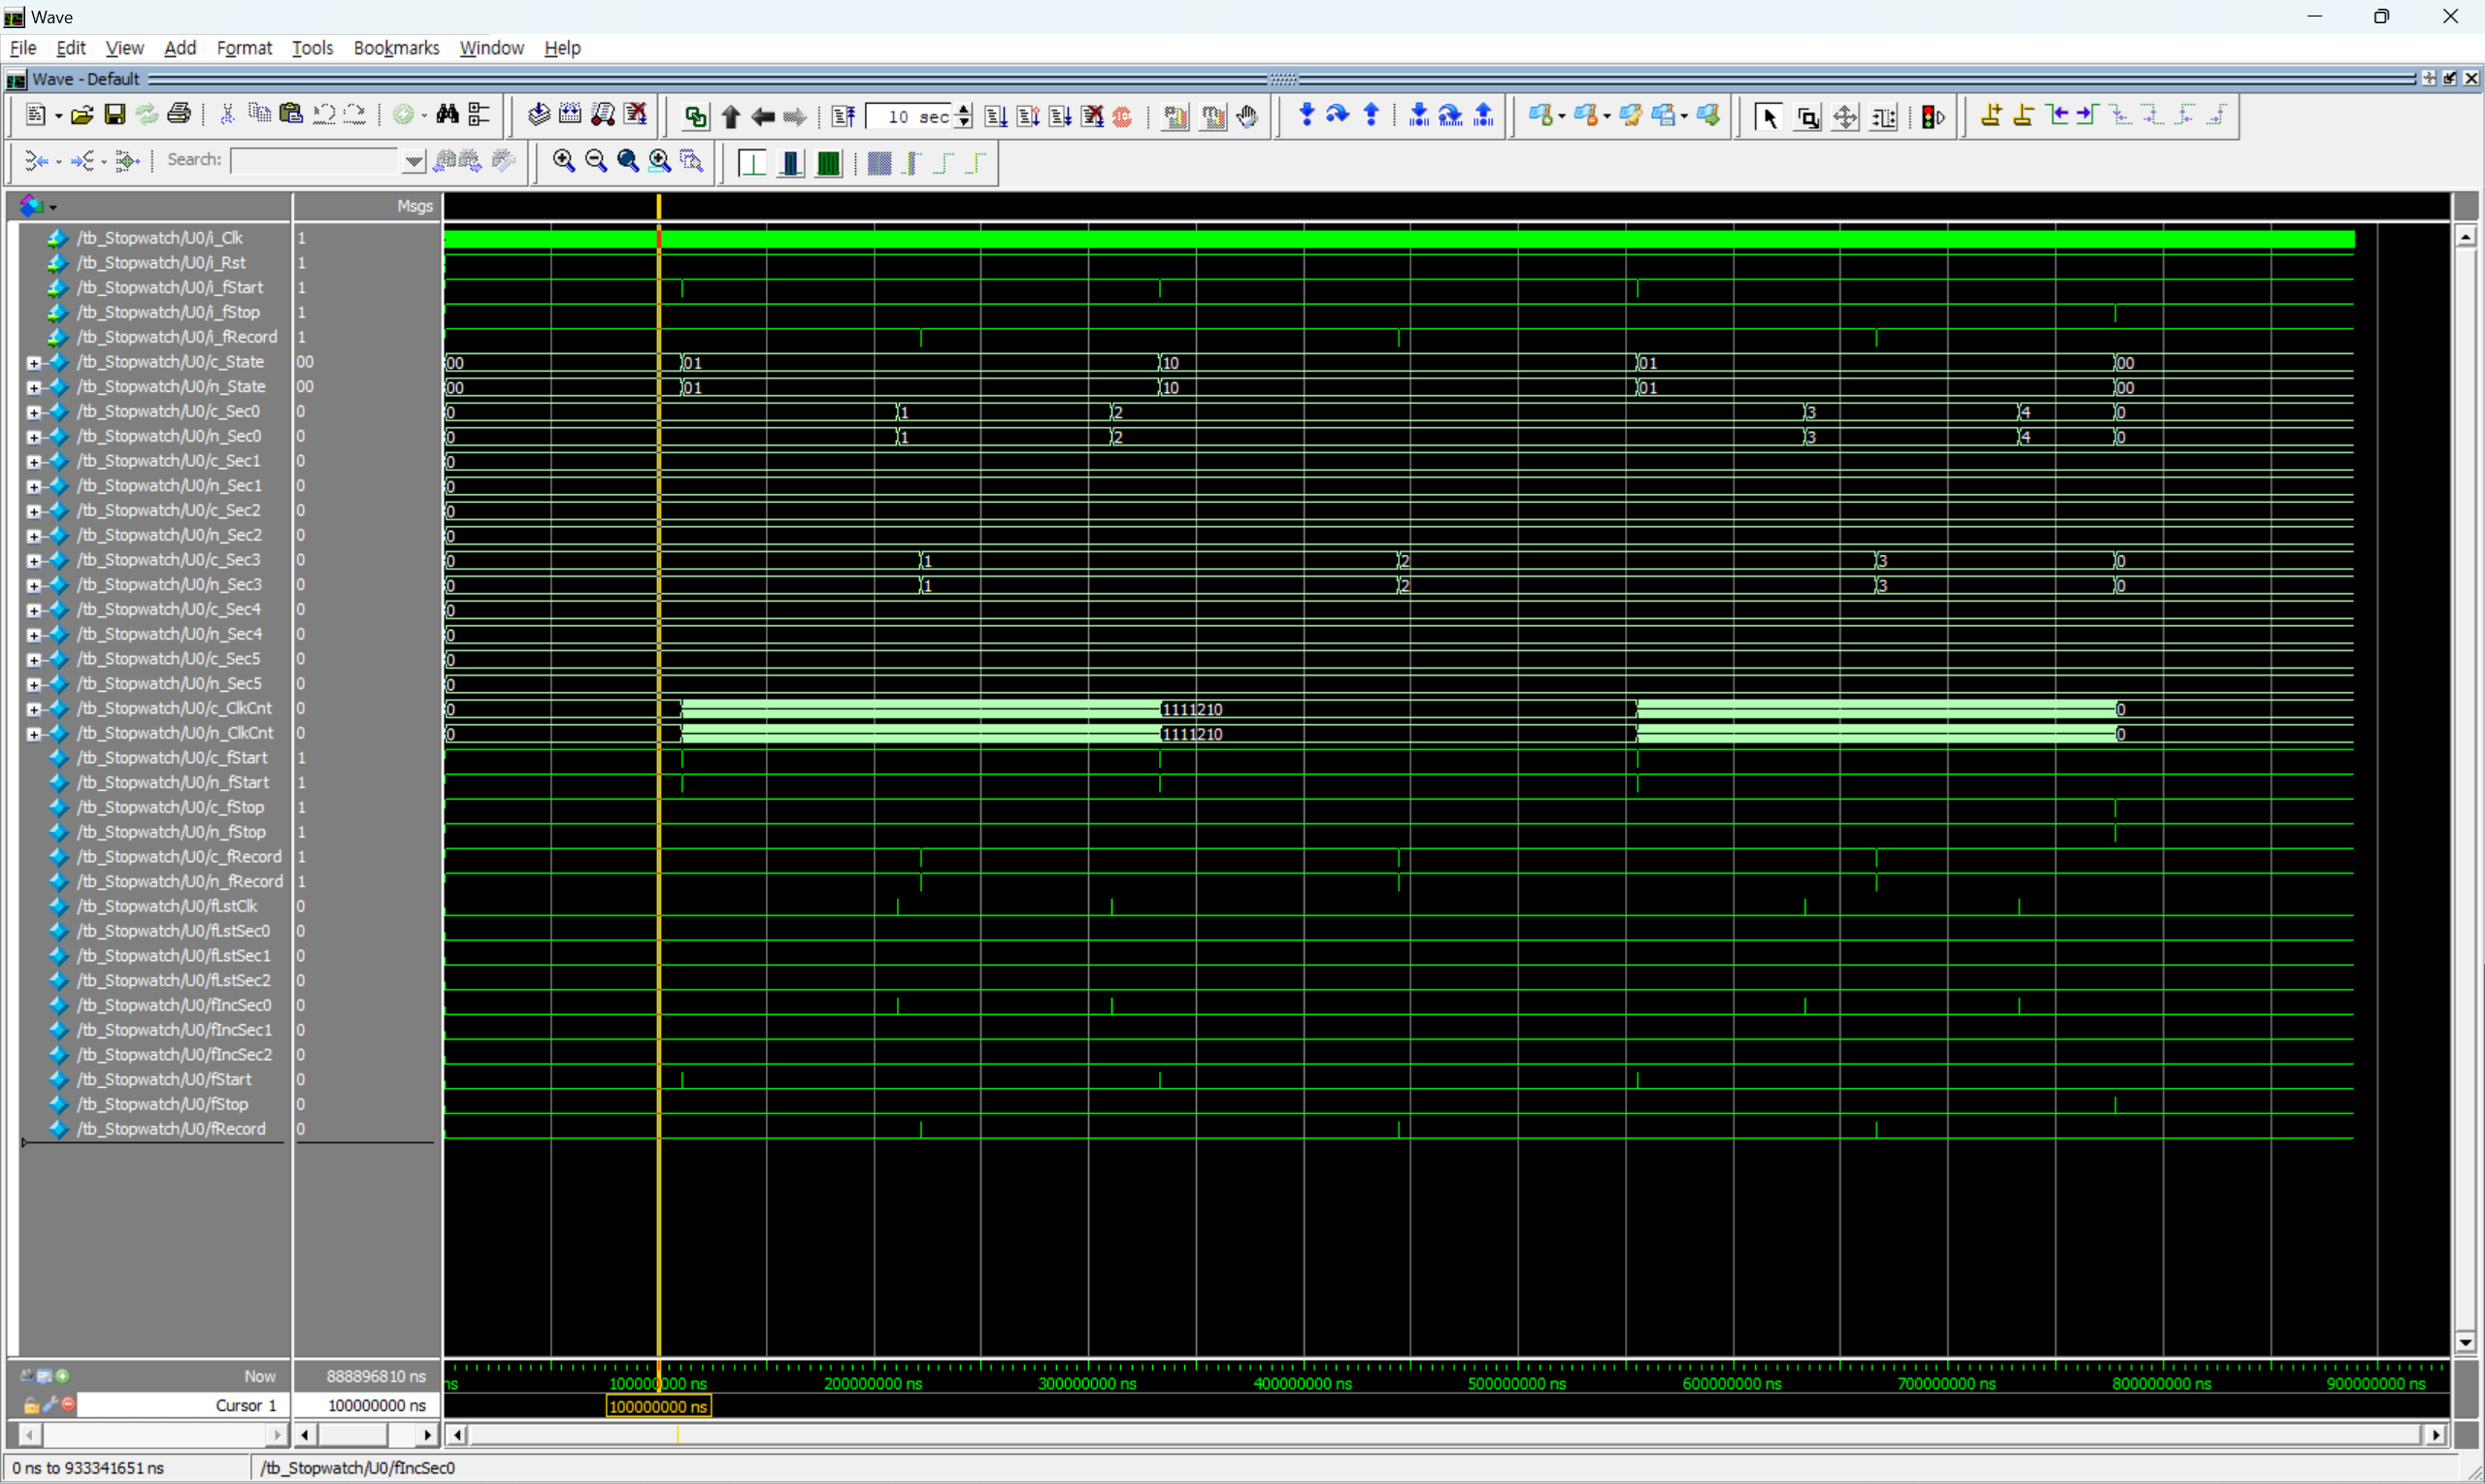 Wave
File Edit View Add Format Tools Bookmarks Window Help
Wave - Default
10 sec
Search:
Msgs
/tb_Stopwatch/U0/i_Clk 1
/tb_Stopwatch/U0/i_Rst 1
/tb_Stopwatch/U0/i_fStart 1
/tb_Stopwatch/U0/i_fStop 1
/tb_Stopwatch/U0/i_fRecord 1
/tb_Stopwatch/U0/c_State 00 00 01 10 01 00
/tb_Stopwatch/U0/n_State 00 00 01 10 01 00
/tb_Stopwatch/U0/c_Sec0 0 0 1 2 3 4 0
/tb_Stopwatch/U0/n_Sec0 0 0 1 2 3 4 0
/tb_Stopwatch/U0/c_Sec1 0 0
/tb_Stopwatch/U0/n_Sec1 0 0
/tb_Stopwatch/U0/c_Sec2 0 0
/tb_Stopwatch/U0/n_Sec2 0 0
/tb_Stopwatch/U0/c_Sec3 0 0 1 2 3 0
/tb_Stopwatch/U0/n_Sec3 0 0 1 2 3 0
/tb_Stopwatch/U0/c_Sec4 0 0
/tb_Stopwatch/U0/n_Sec4 0 0
/tb_Stopwatch/U0/c_Sec5 0 0
/tb_Stopwatch/U0/n_Sec5 0 0
/tb_Stopwatch/U0/c_ClkCnt 0 0 1111210 0
/tb_Stopwatch/U0/n_ClkCnt 0 0 1111210 0
/tb_Stopwatch/U0/c_fStart 1
/tb_Stopwatch/U0/n_fStart 1
/tb_Stopwatch/U0/c_fStop 1
/tb_Stopwatch/U0/n_fStop 1
/tb_Stopwatch/U0/c_fRecord 1
/tb_Stopwatch/U0/n_fRecord 1
/tb_Stopwatch/U0/fLstClk 0
/tb_Stopwatch/U0/fLstSec0 0
/tb_Stopwatch/U0/fLstSec1 0
/tb_Stopwatch/U0/fLstSec2 0
/tb_Stopwatch/U0/fIncSec0 0
/tb_Stopwatch/U0/fIncSec1 0
/tb_Stopwatch/U0/fIncSec2 0
/tb_Stopwatch/U0/fStart 0
/tb_Stopwatch/U0/fStop 0
/tb_Stopwatch/U0/fRecord 0
Now 888896810 ns
ns 100000000 ns 200000000 ns 300000000 ns 400000000 ns 500000000 ns 600000000 ns 700000000 ns 800000000 ns 900000000 ns
Cursor 1 100000000 ns 100000000 ns
0 ns to 933341651 ns /tb_Stopwatch/U0/fIncSec0